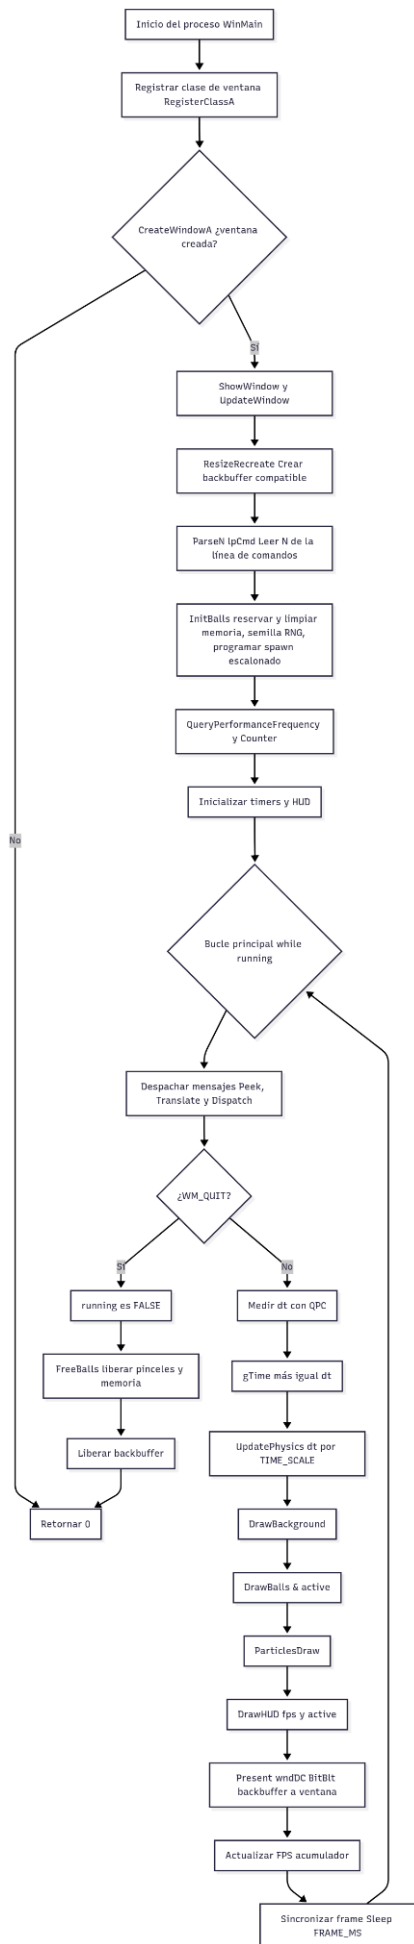 Inicio del proceso WinMain
Registrar clase de ventana
RegisterClassA
CreateWindowA ¿ventana
creada?
Sí
ShowWindow y
UpdateWindow
ResizeRecreate Crear
backbuffer compatible
ParseN lpCmd Leer N de la
línea de comandos
InitBalls reservar y limpiar
memoria, semilla RNG,
programar spawn
escalonado
QueryPerformanceFrequency
y Counter
Inicializar timers y HUD
No
Bucle principal while
running
Despachar mensajes Peek,
Translate y Dispatch
¿WM_QUIT?
Sí
No
running es FALSE
Medir dt con QPC
FreeBalls liberar pinceles y
memoria
gTime más igual dt
Liberar backbuffer
UpdatePhysics dt por
TIME_SCALE
Retornar 0
DrawBackground
DrawBalls & active
ParticlesDraw
DrawHUD fps y active
Present wndDC BitBlt
backbuffer a ventana
Actualizar FPS acumulador
Sincronizar frame Sleep
FRAME_MS